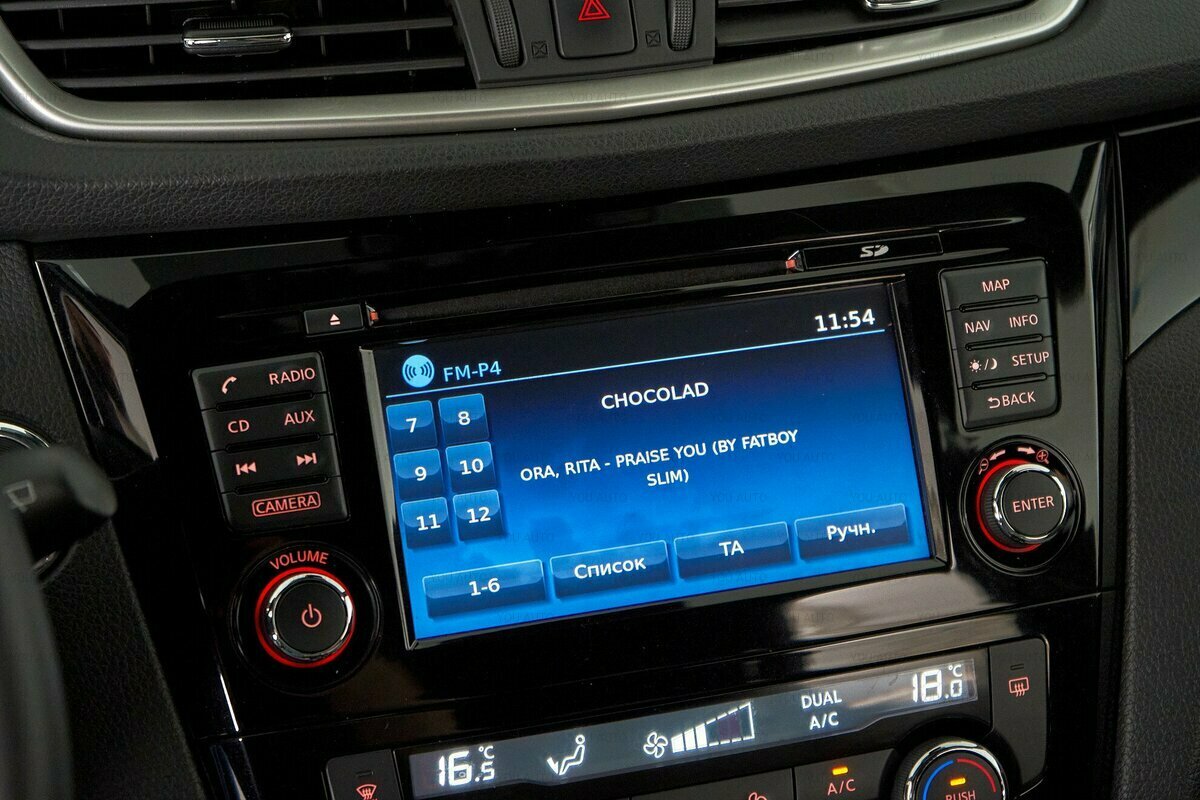 SD
MAP
NAV INFO
SETUP
BACK
ENTER
RADIO
CD AUX
CAMERA
VOLUME
FM-P4
11:54
CHOCOLAD
ORA, RITA - PRAISE YOU (BY FATBOY
SLIM)
7 8
9 10
11 12
1-6 Список TA Ручн.
16.5 °C
DUAL
A/C
18.0 °C
A/C
PUSH